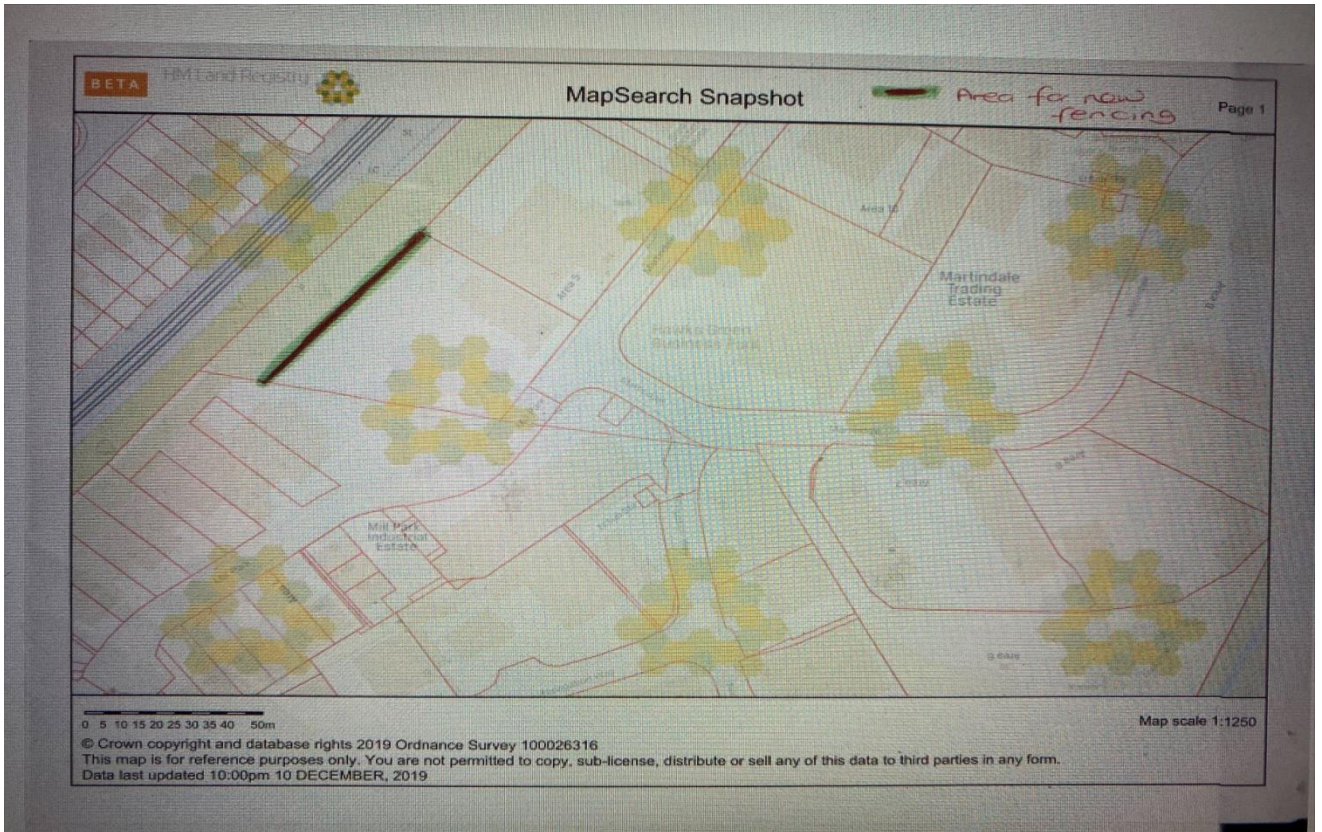 BETA
HM Land Registry
MapSearch Snapshot
Area for new
fencing
Page 1
Area 10
Area 5
Martindale
Trading
Estate
Hawks Green
Business Park
Mill Park
Industrial
Estate
0 5 10 15 20 25 30 35 40 50m
Map scale 1:1250
© Crown copyright and database rights 2019 Ordnance Survey 100026316
This map is for reference purposes only. You are not permitted to copy, sub-license, distribute or sell any of this data to third parties in any form.
Data last updated 10:00pm 10 DECEMBER, 2019